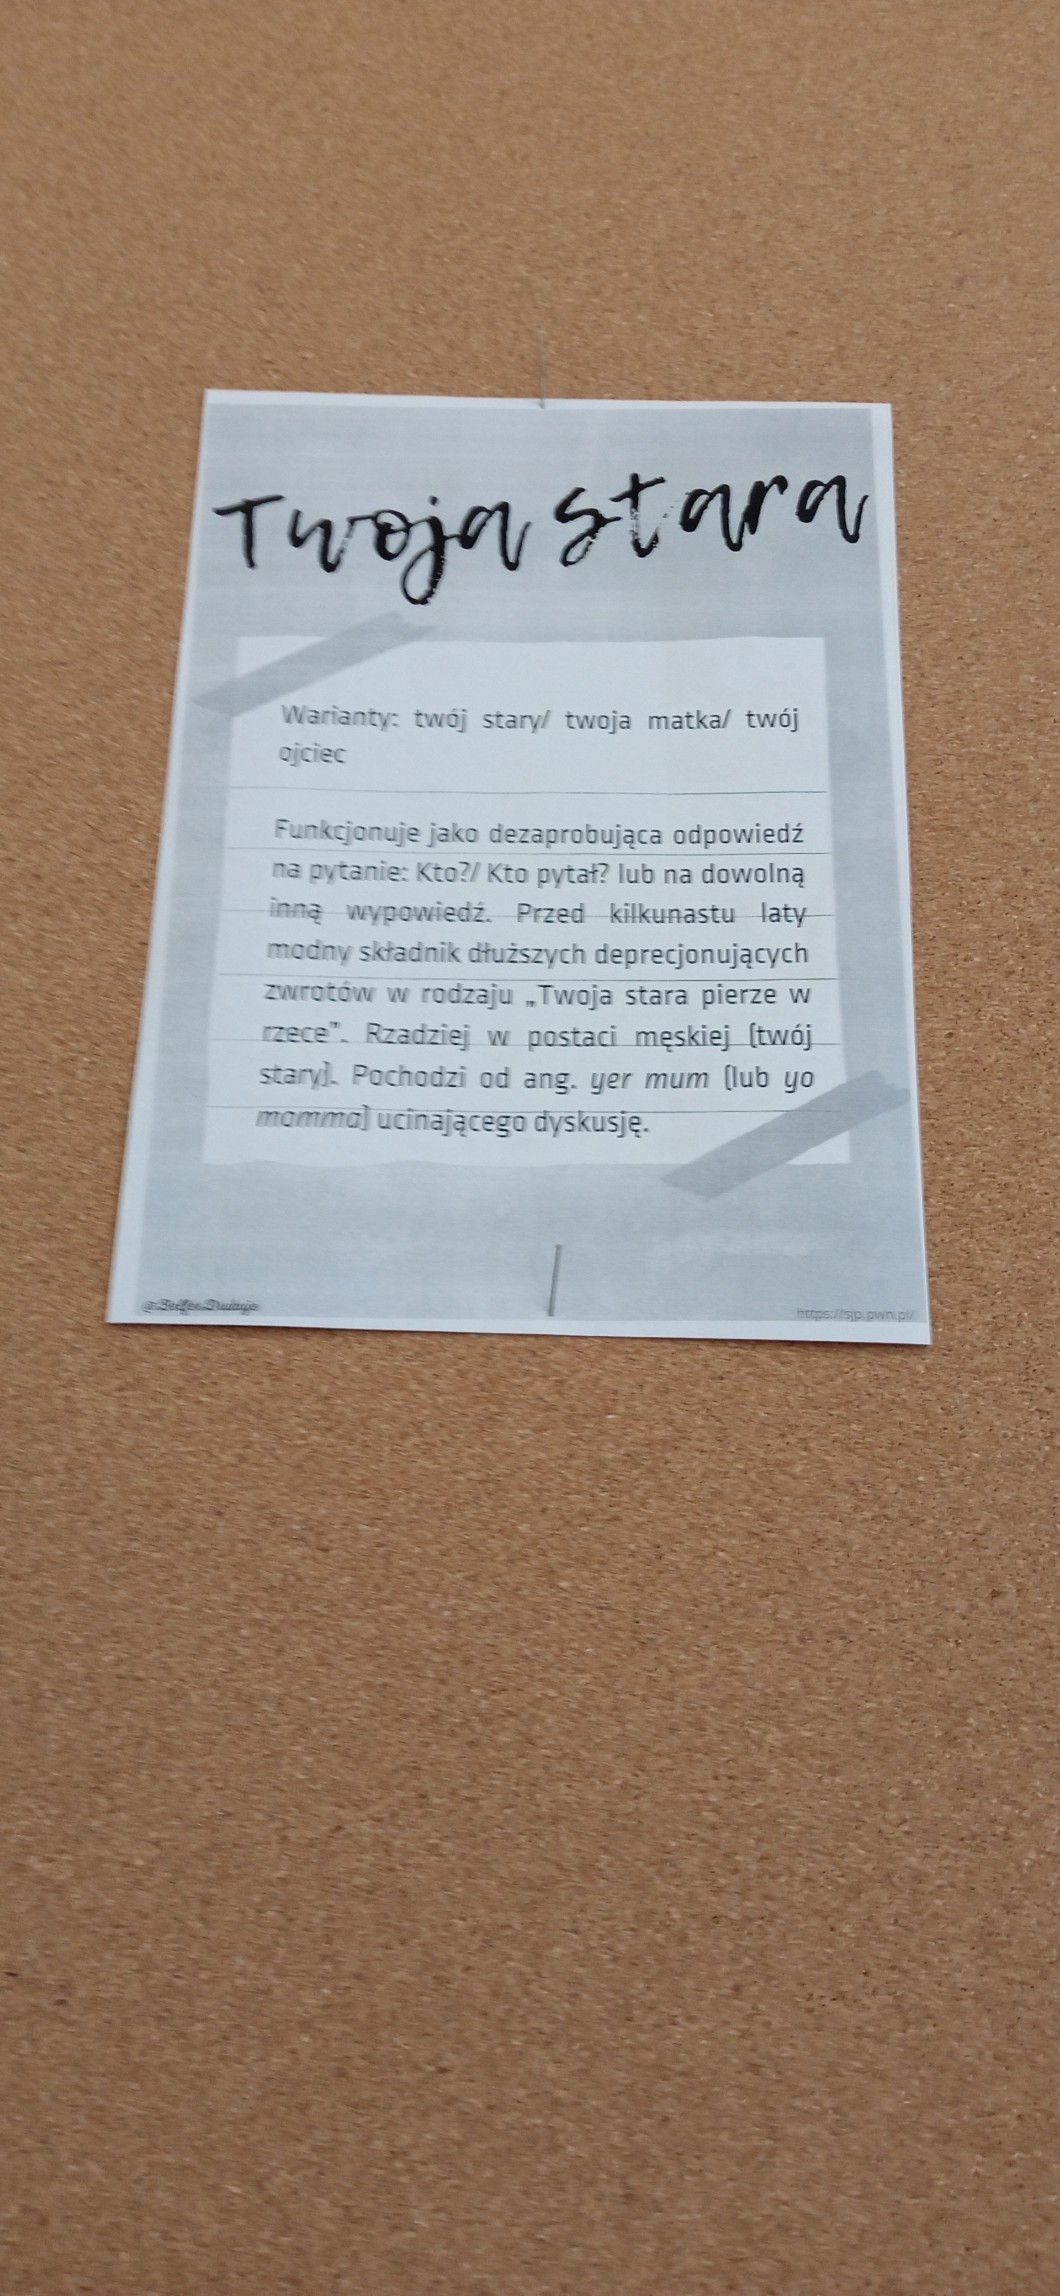 Twoja stara
Warianty: twój stary/ twoja matka/ twój
ojciec
Funkcjonuje jako dezaprobująca odpowiedź
na pytanie: Kto?/ Kto pytał? lub na dowolną
inną wypowiedź. Przed kilkunastu laty
modny składnik dłuższych deprecjonujących
zwrotów w rodzaju „Twoja stara pierze w
rzece”. Rzadziej w postaci męskiej (twój
stary). Pochodzi od ang. yer mum (lub yo
momma) ucinającego dyskusję.
https://sjp.pwn.pl/